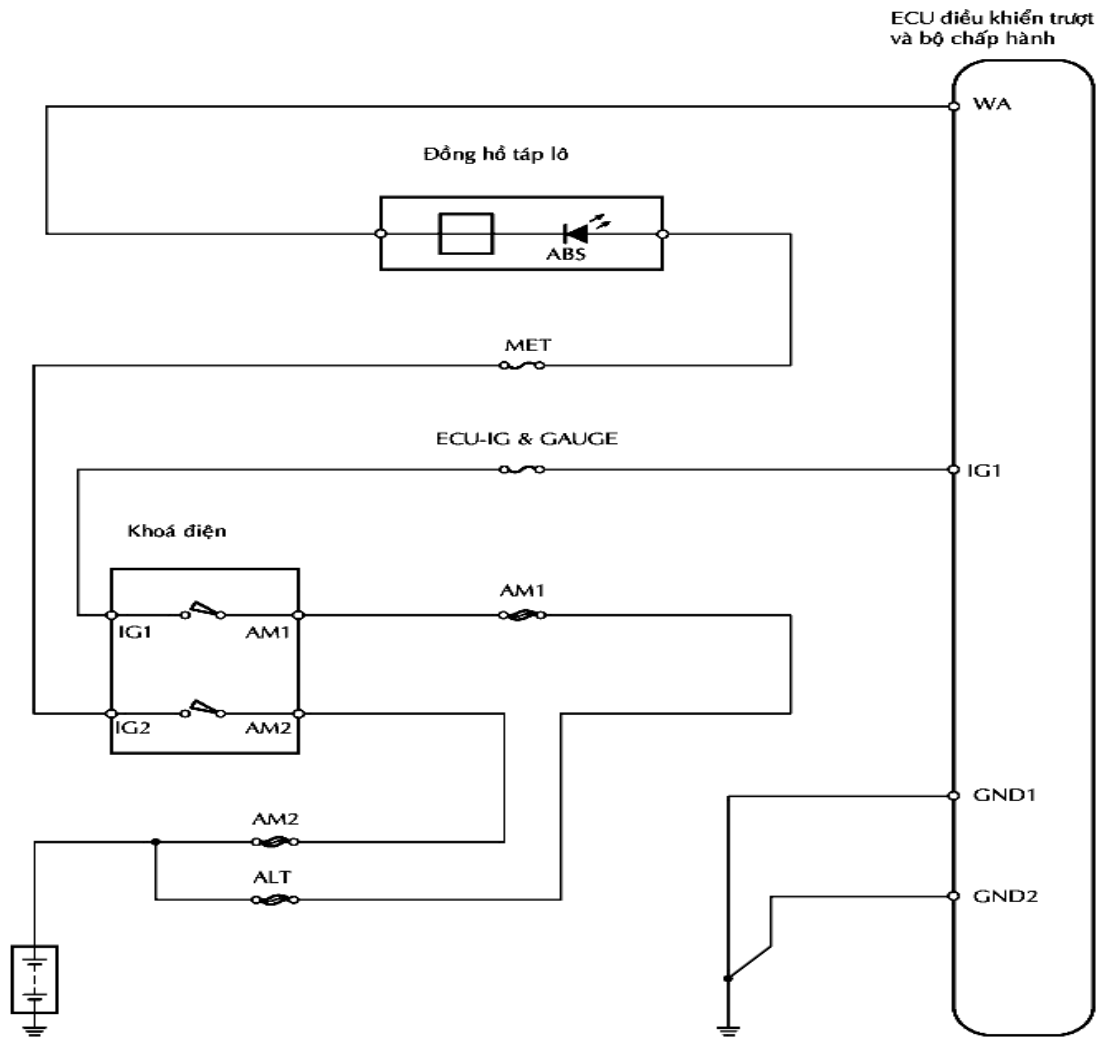 ECU điều khiển trượt
và bộ chấp hành
WA
Đồng hồ táp lô
ABS
MET
ECU-IG & GAUGE
IG1
Khoá điện
AM1
IG1
AM1
IG2
AM2
GND1
AM2
ALT
GND2